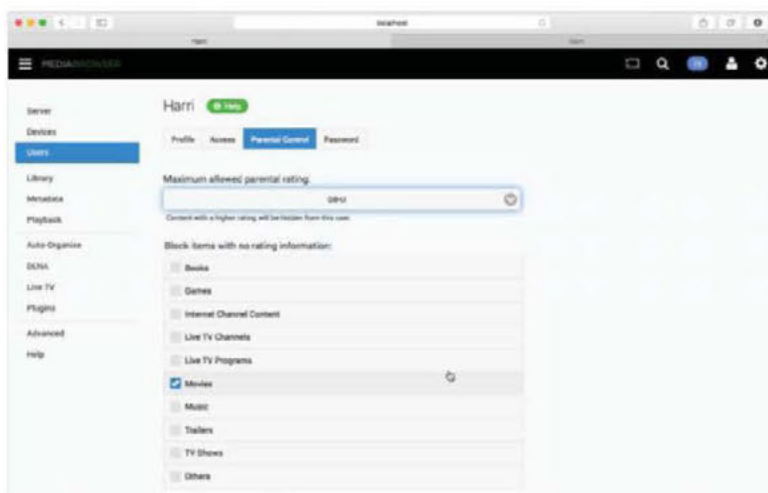 localhost
Harri
Harri
MEDIABROWSER
Server
Devices
Users
Library
Metadata
Playback
Auto-Organize
DLNA
Live TV
Plugins
Advanced
Help
Harri Help
Profile Access Parental Control Password
Maximum allowed parental rating:
GB-U
Content with a higher rating will be hidden from this user.
Block items with no rating information:
Books
Games
Internet Channel Content
Live TV Channels
Live TV Programs
Movies
Music
Trailers
TV Shows
Others